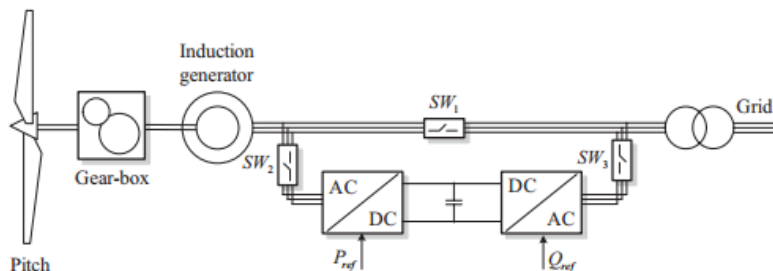 Induction
generator
SW1
Grid
SW2
SW3
Gear-box
AC
DC
DC
AC
Pref
Qref
Pitch